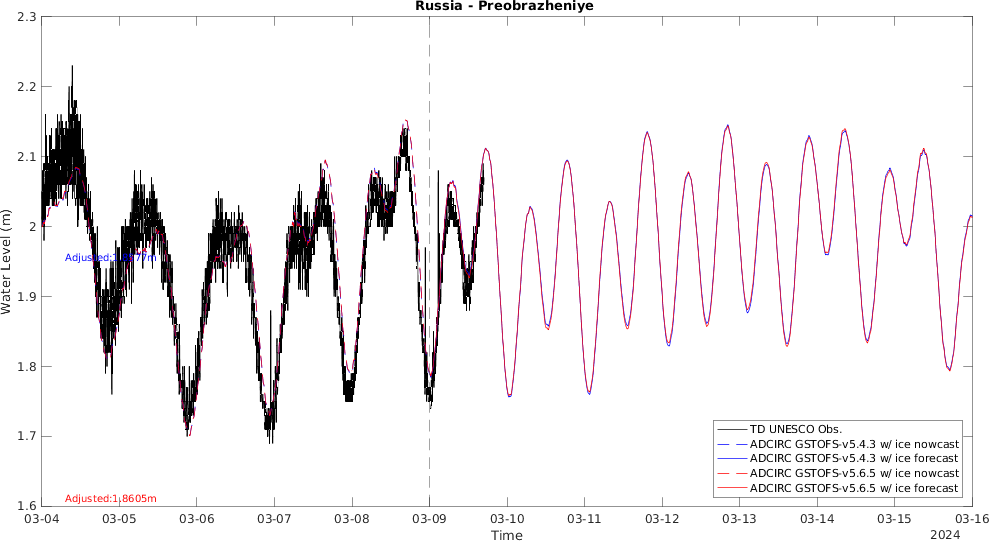 Russia - Preobrazheniye
2.3
2.2
2.1
2
1.9
1.8
1.7
1.6
Water Level (m)
Adjusted:1.8605m
TD UNESCO Obs.
ADCIRC GSTOFS-v5.4.3 w/ ice nowcast
ADCIRC GSTOFS-v5.4.3 w/ ice forecast
ADCIRC GSTOFS-v5.6.5 w/ ice nowcast
ADCIRC GSTOFS-v5.6.5 w/ ice forecast
03-04 03-05 03-06 03-07 03-08 03-09 03-10 03-11 03-12 03-13 03-14 03-15 03-16
Time
2024